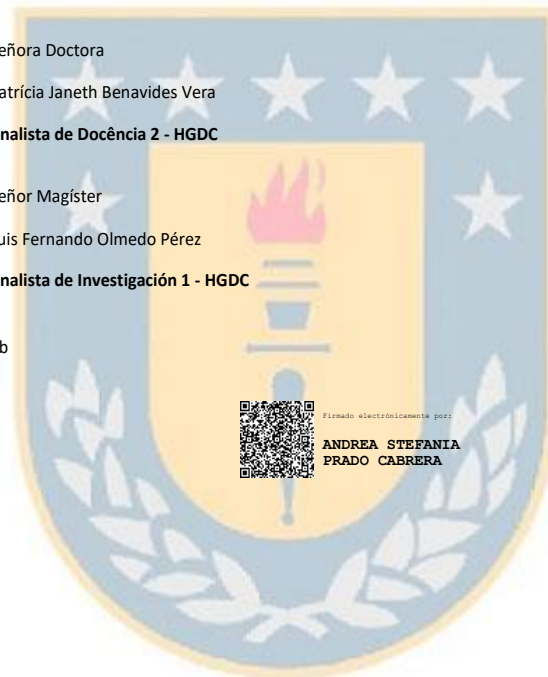 eñora Doctora
atrícia Janeth Benavides Vera
nalista de Docência 2 - HGDC
eñor Magíster
uis Fernando Olmedo Pérez
nalista de Investigación 1 - HGDC
b
Firmado electrónicamente por:
ANDREA STEFANIA
PRADO CABRERA